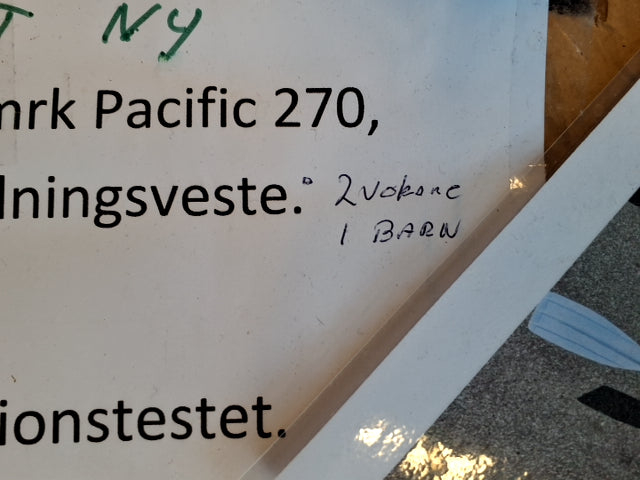 T NY
mrk Pacific 270,
lningsveste. 2 voksne
1 BARN
ionstestet.